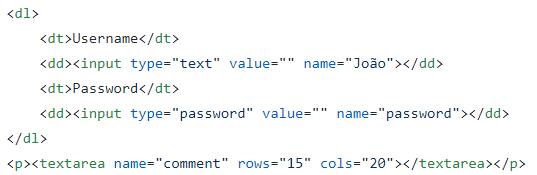 <dl>
    <dt>Username</dt>
    <dd><input type="text" value="" name="João"></dd>
    <dt>Password</dt>
    <dd><input type="password" value="" name="password"></dd>
</dl>
<p><textarea name="comment" rows="15" cols="20"></textarea></p>